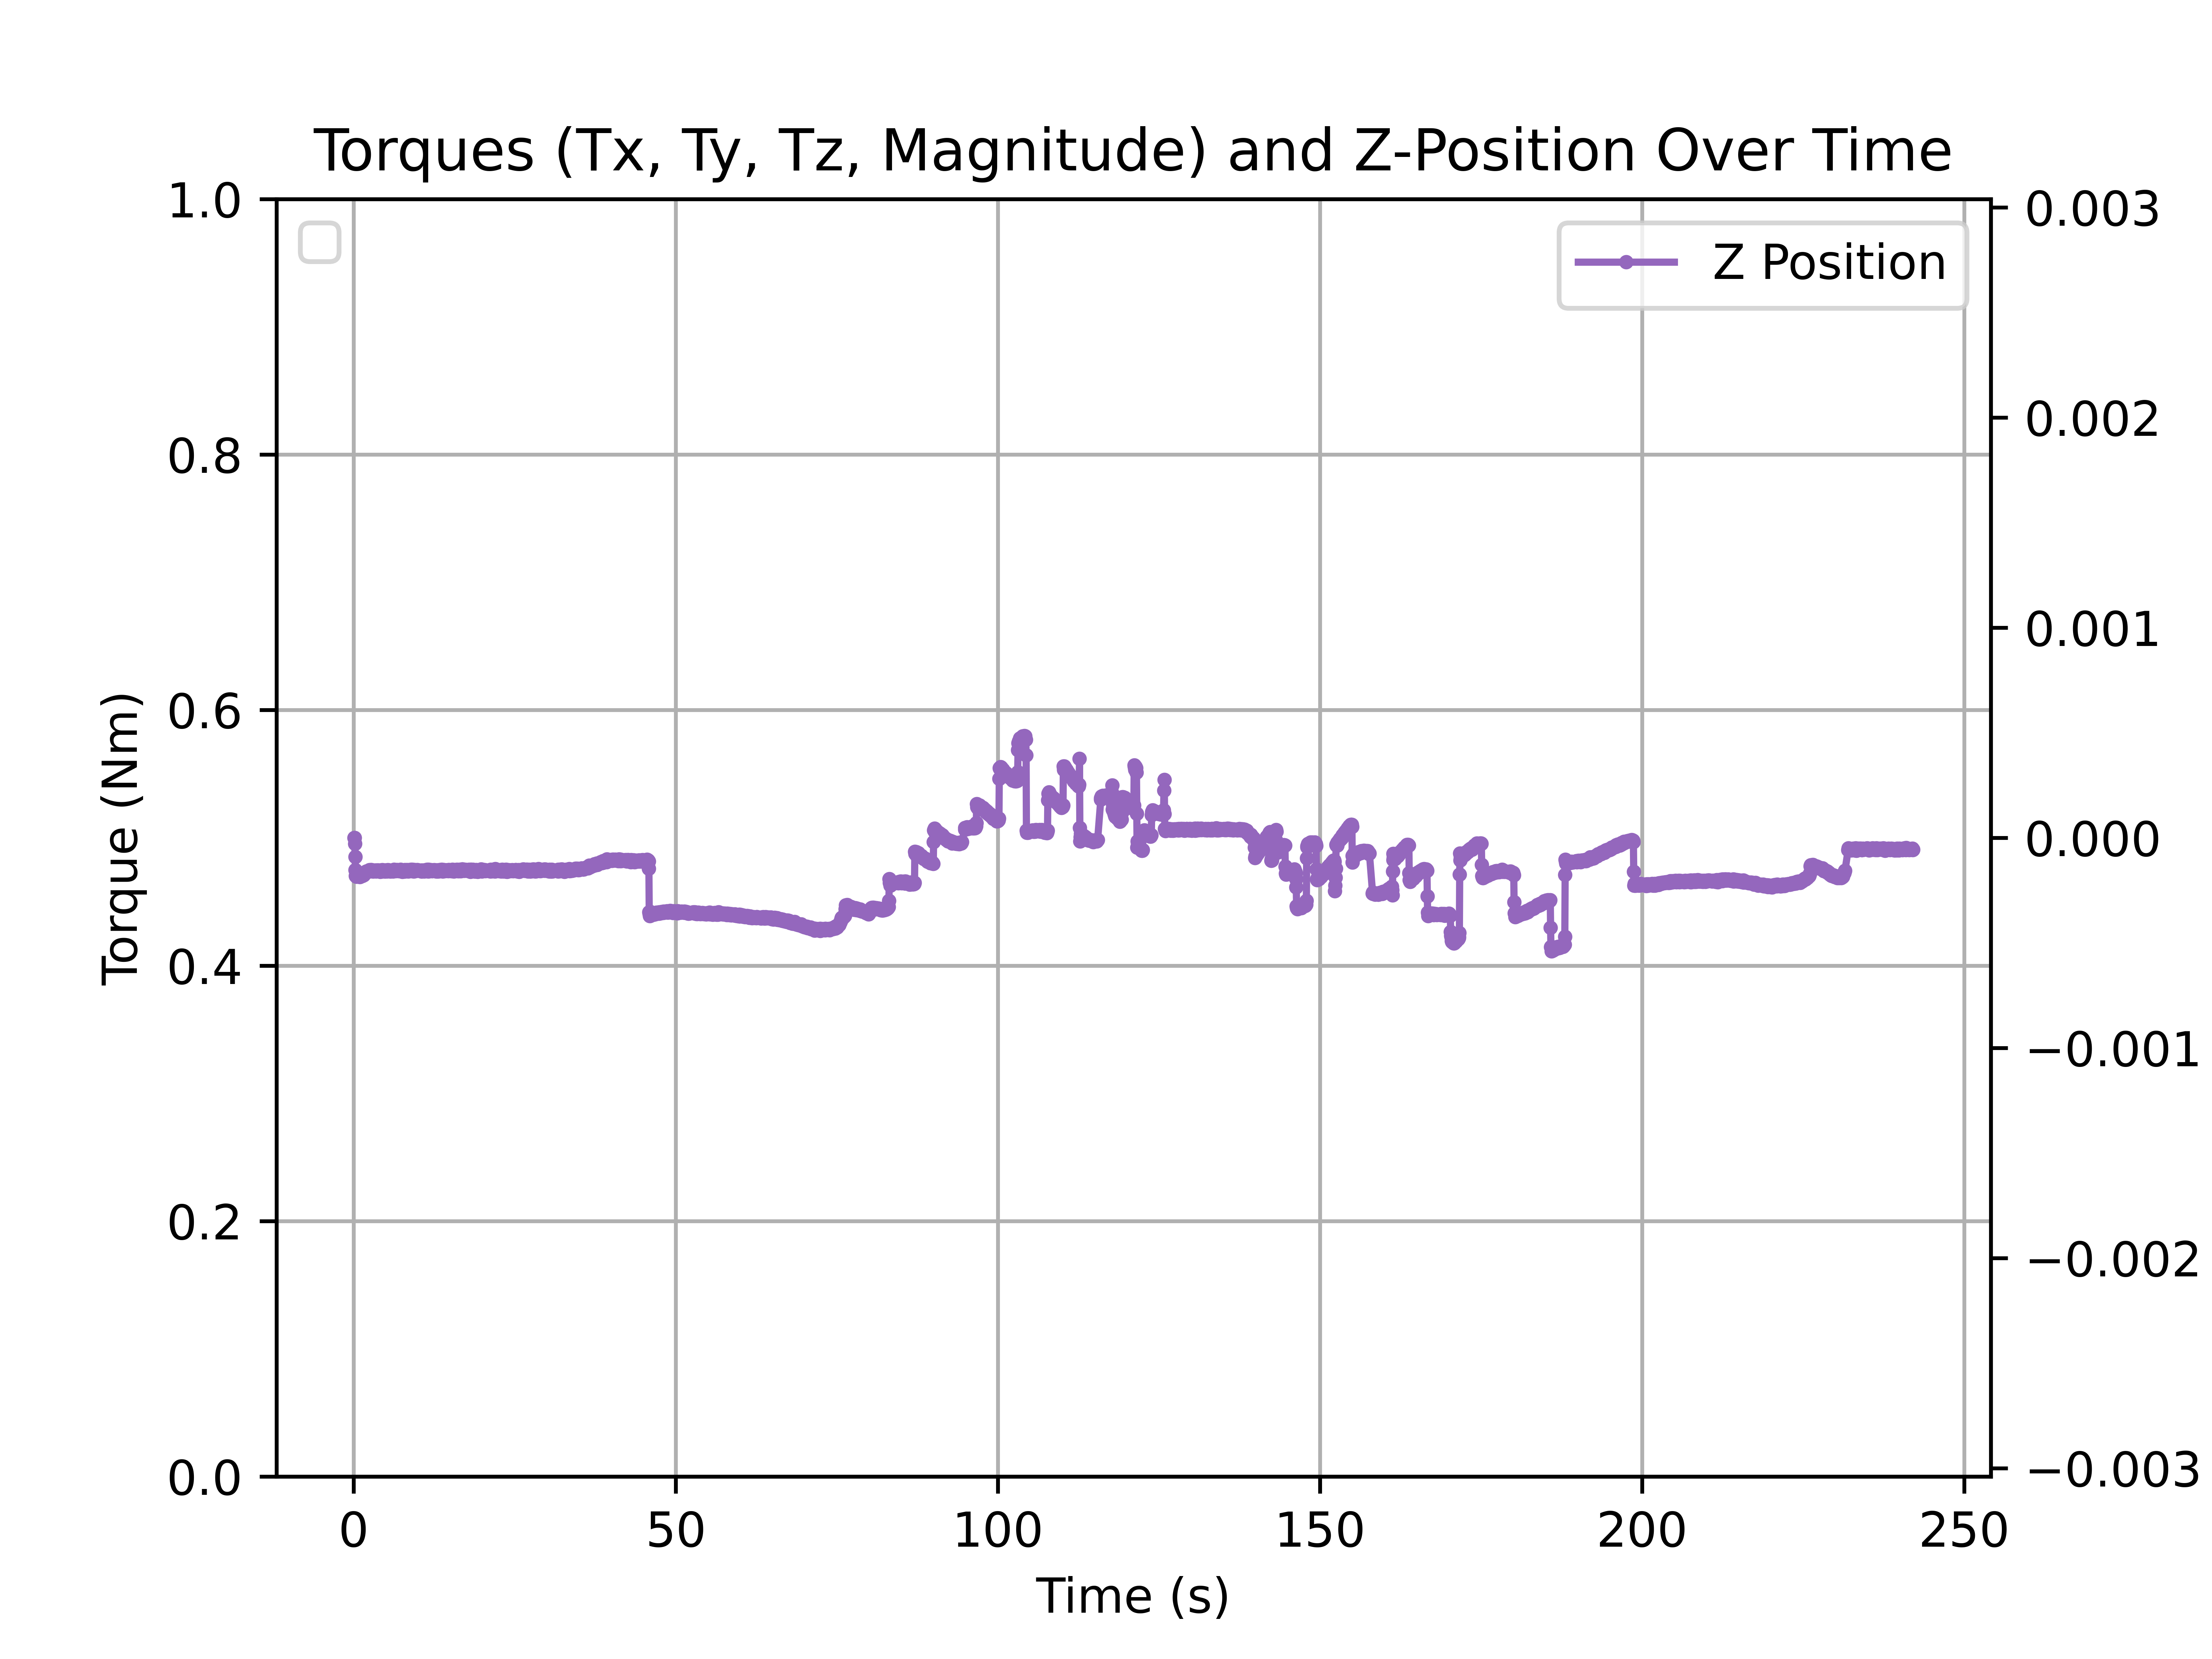 Torques (Tx, Ty, Tz, Magnitude) and Z-Position Over Time
1.0
0.8
0.6
0.4
0.2
0.0
Torque (Nm)
Z Position
0.003
0.002
0.001
0.000
−0.001
−0.002
−0.003
0 50 100 150 200 250
Time (s)